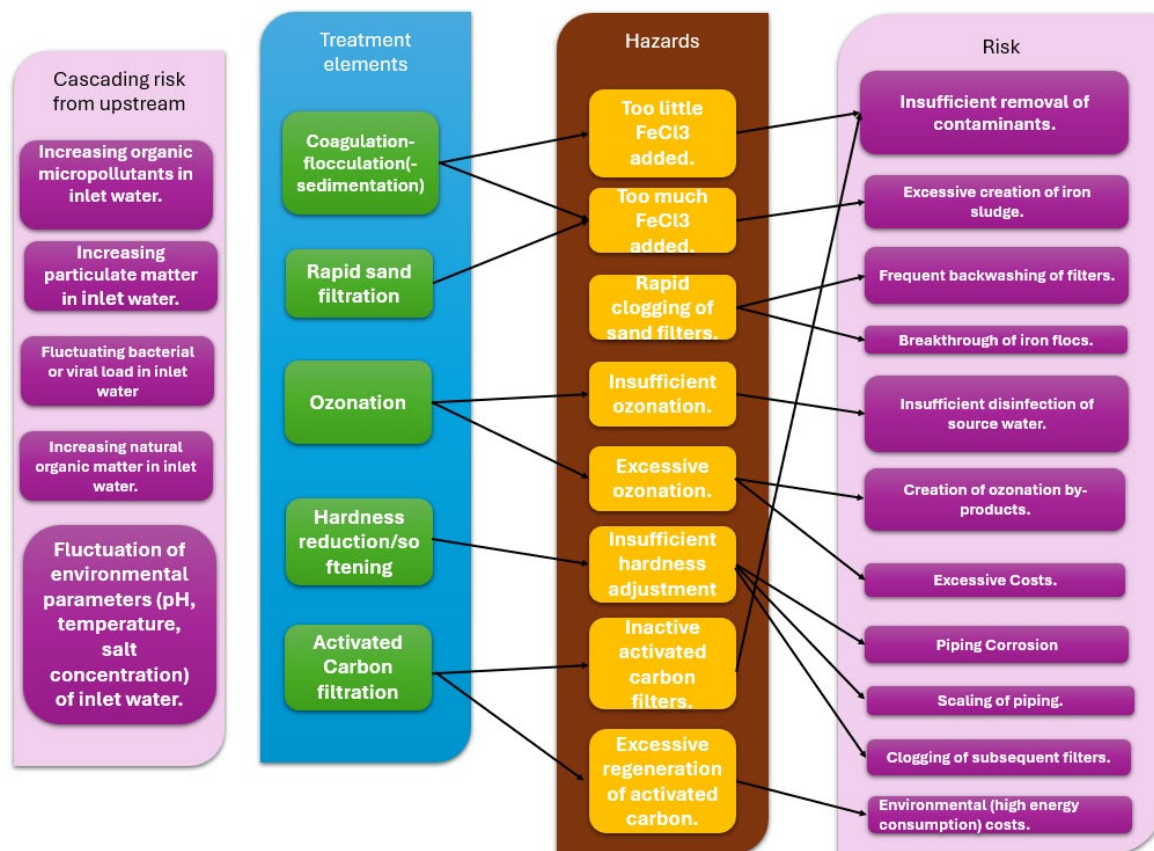 Cascading risk
from upstream
Increasing organic
micropollutants in
inlet water.
Increasing
particulate matter
in inlet water.
Fluctuating bacterial
or viral load in inlet
water
Increasing natural
organic matter in inlet
water.
Fluctuation of
environmental
parameters (pH,
temperature,
salt
concentration)
of inlet water.
Treatment
elements
Coagulation-
flocculation(-
sedimentation)
Rapid sand
filtration
Ozonation
Hardness
reduction/so
ftening
Activated
Carbon
filtration
Hazards
Too little
FeCl3
added.
Too much
FeCl3
added.
Rapid
clogging of
sand filters.
Insufficient
ozonation.
Excessive
ozonation.
Insufficient
hardness
adjustment
Inactive
activated
carbon
filters.
Excessive
regeneration
of activated
carbon.
Risk
Insufficient removal of
contaminants.
Excessive creation of iron
sludge.
Frequent backwashing of filters.
Breakthrough of iron flocs.
Insufficient disinfection of
source water.
Creation of ozonation by-
products.
Excessive Costs.
Piping Corrosion
Scaling of piping.
Clogging of subsequent filters.
Environmental (high energy
consumption) costs.